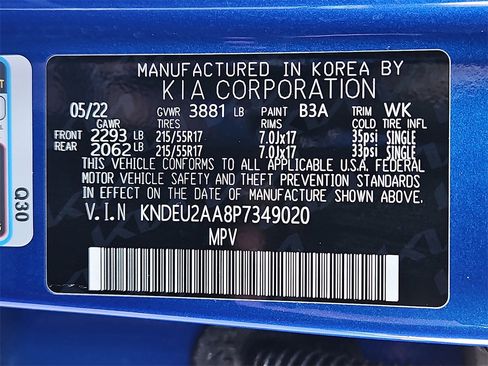 MANUFACTURED IN KOREA BY
KIA CORPORATION
05/22 GVWR 3881 LB PAINT B3A TRIM WK
GAWR TIRES RIMS COLD TIRE INFL
FRONT 2293 LB 215/55R17 7.0Jx17 35psi SINGLE
REAR 2062 LB 215/55R17 7.0Jx17 33psi SINGLE
THIS VEHICLE CONFORMS TO ALL APPLICABLE U.S.A. FEDERAL
MOTOR VEHICLE SAFETY AND THEFT PREVENTION STANDARDS
IN EFFECT ON THE DATE OF MANUFACTURE SHOWN ABOVE.
V.I.N KNDEU2AA8P7349020
MPV
Q30